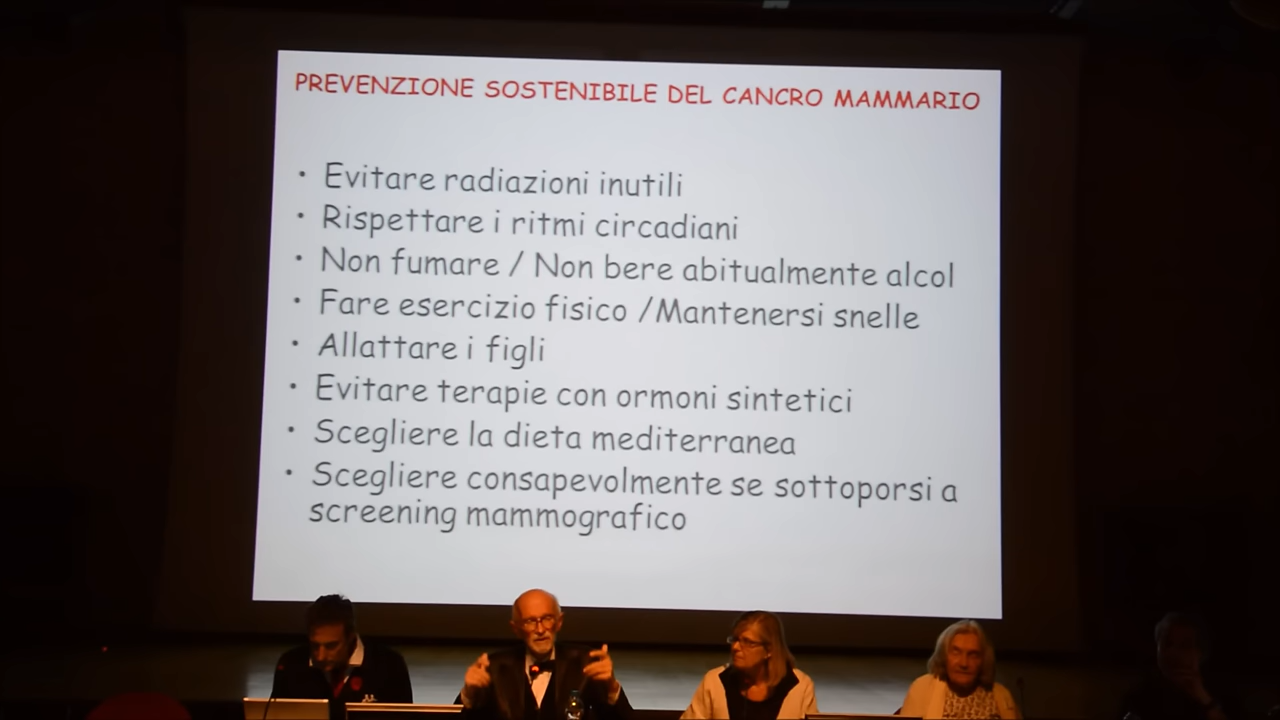 PREVENZIONE SOSTENIBILE DEL CANCRO MAMMARIO
• Evitare radiazioni inutili
• Rispettare i ritmi circadiani
• Non fumare / Non bere abitualmente alcol
• Fare esercizio fisico /Mantenersi snelle
• Allattare i figli
• Evitare terapie con ormoni sintetici
• Scegliere la dieta mediterranea
• Scegliere consapevolmente se sottoporsi a
screening mammografico